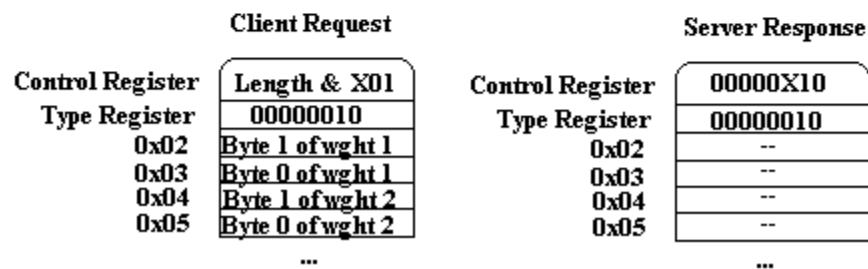 Client Request
Control Register Length & X01
Type Register 00000010
0x02 Byte 1 of wght 1
0x03 Byte 0 of wght 1
0x04 Byte 1 of wght 2
0x05 Byte 0 of wght 2
...
Server Response
Control Register 00000X10
Type Register 00000010
0x02 --
0x03 --
0x04 --
0x05 --
...